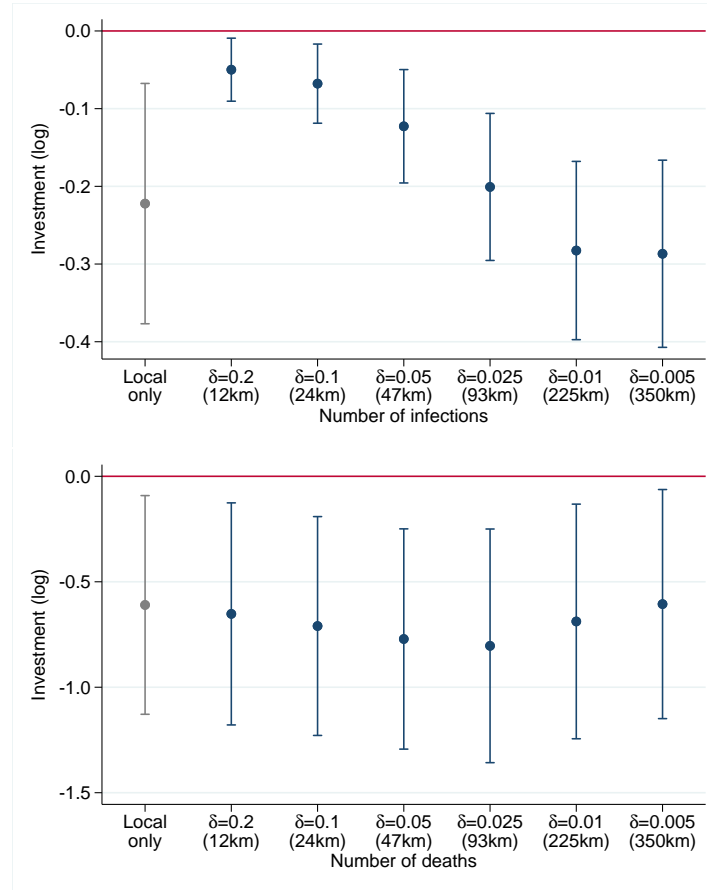 0.0
-0.1
-0.2
-0.3
-0.4
Investment (log)
Local only
δ=0.2 (12km)
δ=0.1 (24km)
δ=0.05 (47km)
δ=0.025 (93km)
δ=0.01 (225km)
δ=0.005 (350km)
Number of infections
0.0
-0.5
-1.0
-1.5
Investment (log)
Local only
δ=0.2 (12km)
δ=0.1 (24km)
δ=0.05 (47km)
δ=0.025 (93km)
δ=0.01 (225km)
δ=0.005 (350km)
Number of deaths